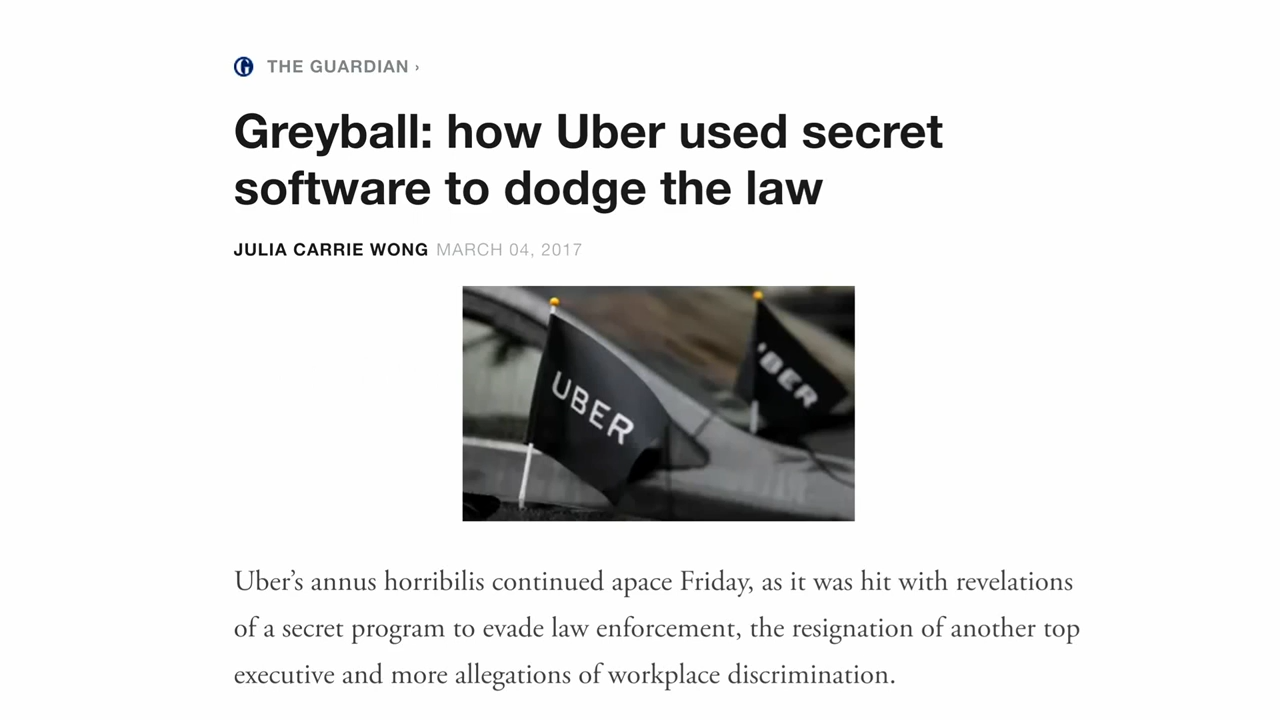 THE GUARDIAN ›
Greyball: how Uber used secret
software to dodge the law
JULIA CARRIE WONG MARCH 04, 2017
UBER
UBER
Uber’s annus horribilis continued apace Friday, as it was hit with revelations
of a secret program to evade law enforcement, the resignation of another top
executive and more allegations of workplace discrimination.